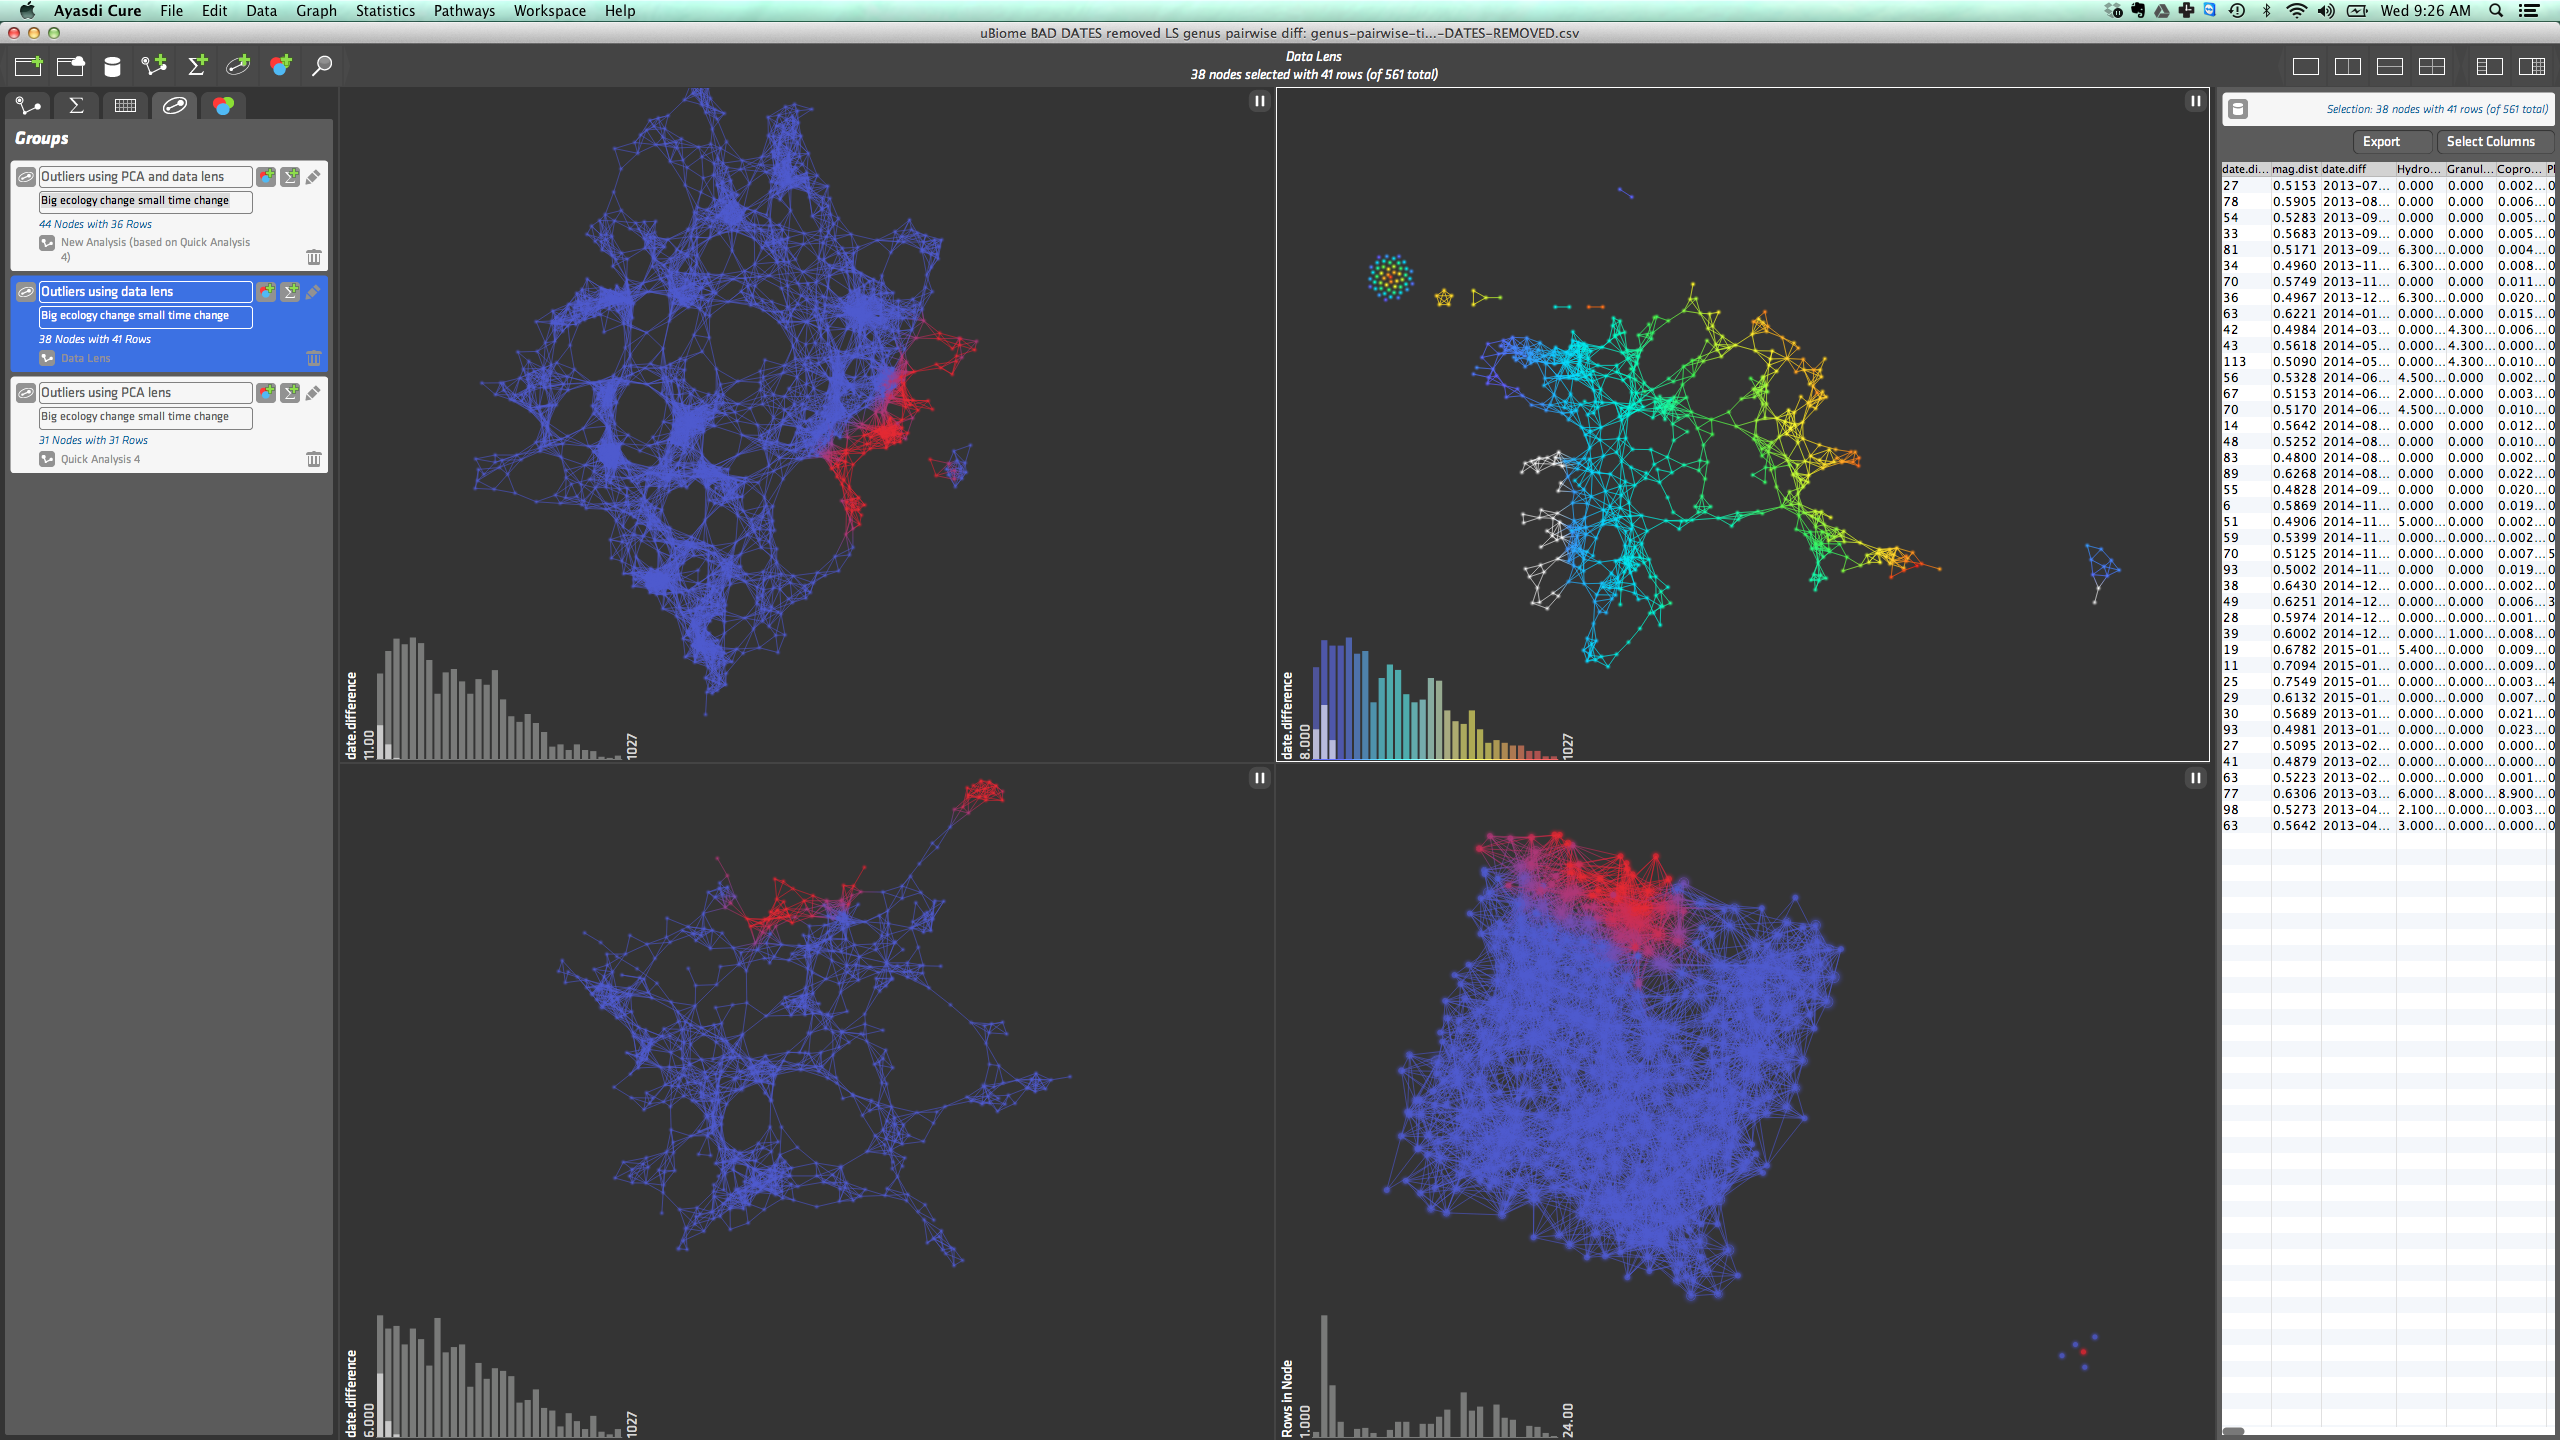 Ayasdi Cure File Edit Data Graph Statistics Pathways Workspace Help Wed 9:26 AM
uBiome BAD DATES removed LS genus pairwise diff: genus-pairwise-ti...-DATES-REMOVED.csv
Data Lens
38 nodes selected with 41 rows (of 561 total)
Groups
Outliers using PCA and data lens
Big ecology change small time change
44 Nodes with 36 Rows
New Analysis (based on Quick Analysis
4)
Outliers using data lens
Big ecology change small time change
38 Nodes with 41 Rows
Data Lens
Outliers using PCA lens
Big ecology change small time change
31 Nodes with 31 Rows
Quick Analysis 4
date.difference
11.00
1027
date.difference
8.000
1027
date.difference
6.000
1027
Rows in Node
1.000
24.00
Selection: 38 nodes with 41 rows (of 561 total)
Export Select Columns
date.di... mag.dist date.diff Hydro... Granul... Copro... Pl
27 0.5153 2013-07... 0.000 0.000 0.002... 0
78 0.5905 2013-08... 0.000 0.000 0.006... 0
54 0.5283 2013-09... 0.000 0.000 0.005... 0
33 0.5683 2013-09... 0.000 0.000 0.005... 0
81 0.5171 2013-09... 6.300... 0.000 0.004... 0
34 0.4960 2013-11... 6.300... 0.000 0.008... 0
70 0.5749 2013-11... 0.000 0.000 0.011... 0
36 0.4967 2013-12... 6.300... 0.000 0.020... 0
63 0.6221 2014-01... 0.000 0.000 0.015... 0
42 0.4984 2014-03... 0.000... 4.300... 0.006... 0
43 0.5618 2014-05... 0.000... 4.300... 0.000... 0
113 0.5090 2014-05... 0.000... 4.300... 0.010... 0
56 0.5328 2014-06... 4.500... 0.000 0.002... 0
67 0.5153 2014-06... 2.000... 0.000 0.003... 0
70 0.5170 2014-06... 4.500... 0.000 0.010... 0
14 0.5642 2014-08... 0.000 0.000 0.012... 0
48 0.5252 2014-08... 0.000 0.000 0.010... 0
83 0.4800 2014-08... 0.000 0.000 0.002... 0
89 0.6268 2014-08... 0.000 0.000 0.022... 0
55 0.4828 2014-09... 0.000 0.000 0.020... 0
6 0.5869 2014-11... 0.000 0.000 0.019... 0
51 0.4906 2014-11... 5.000... 0.000 0.002... 0
59 0.5399 2014-11... 0.000 0.000... 0.002... 0
70 0.5125 2014-11... 0.000 0.000 0.007... 5
93 0.5002 2014-11... 0.000 0.000 0.019... 0
38 0.6430 2014-12... 0.000... 0.000 0.002... 0
49 0.6251 2014-12... 0.000... 0.000 0.006... 3
28 0.5974 2014-12... 0.000... 0.000 0.001... 0
39 0.6002 2014-12... 0.000... 1.000... 0.008... 0
19 0.6782 2015-01... 5.400... 0.000 0.009... 0
11 0.7094 2015-01... 0.000... 0.000... 0.009... 0
25 0.7549 2015-01... 0.000... 0.000... 0.003... 4
29 0.6132 2015-01... 0.000... 0.000 0.007... 0
30 0.5689 2013-01... 0.000... 0.000 0.021... 0
93 0.4981 2013-01... 0.000... 0.000 0.023... 0
27 0.5095 2013-02... 0.000 0.000 0.000... 0
41 0.4879 2013-02... 0.000 0.000 0.000... 0
63 0.5223 2013-02... 0.000 0.000 0.001... 0
77 0.6306 2013-03... 6.000... 8.000... 8.900... 0
98 0.5273 2013-04... 2.100... 0.000 0.003... 0
63 0.5642 2013-04... 3.000... 0.000... 0.000... 0